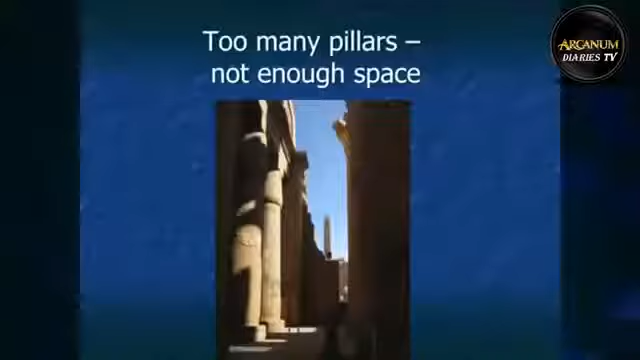 Too many pillars –
not enough space
ARCANUM
DIARIES TV